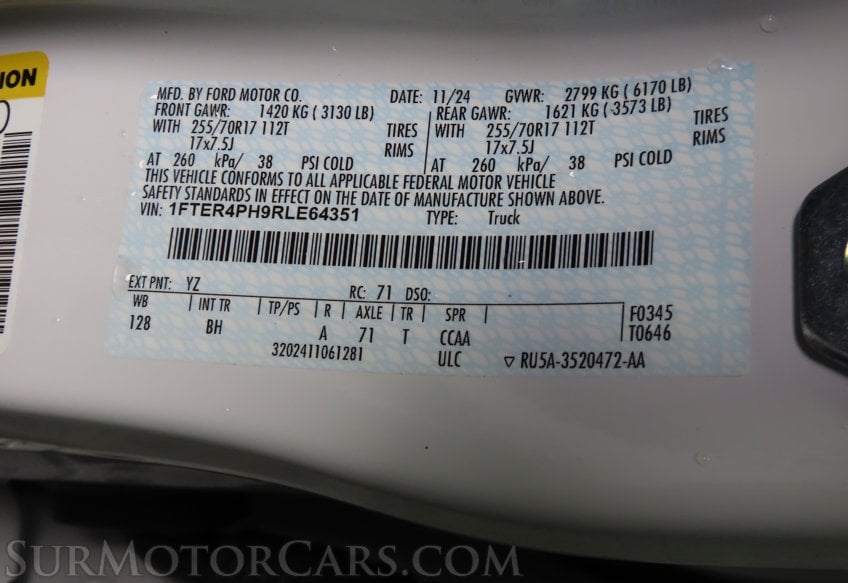 ION
MFD. BY FORD MOTOR CO. DATE: 11/24 GVWR: 2799 KG ( 6170 LB)
FRONT GAWR: 1420 KG ( 3130 LB) REAR GAWR: 1621 KG ( 3573 LB)
WITH 255/70R17 112T TIRES WITH 255/70R17 112T TIRES
17x7.5J RIMS 17x7.5J RIMS
AT 260 kPa/ 38 PSI COLD AT 260 kPa/ 38 PSI COLD
THIS VEHICLE CONFORMS TO ALL APPLICABLE FEDERAL MOTOR VEHICLE
SAFETY STANDARDS IN EFFECT ON THE DATE OF MANUFACTURE SHOWN ABOVE.
VIN: 1FTER4PH9RLE64351 TYPE: Truck
EXT PNT: YZ RC: 71 DSO:
WB INT TR TP/PS R AXLE TR SPR F0345
128 BH A 71 T CCAA T0646
3202411061281 ULC ▽ RU5A-3520472-AA
SURMOTORCARS.COM